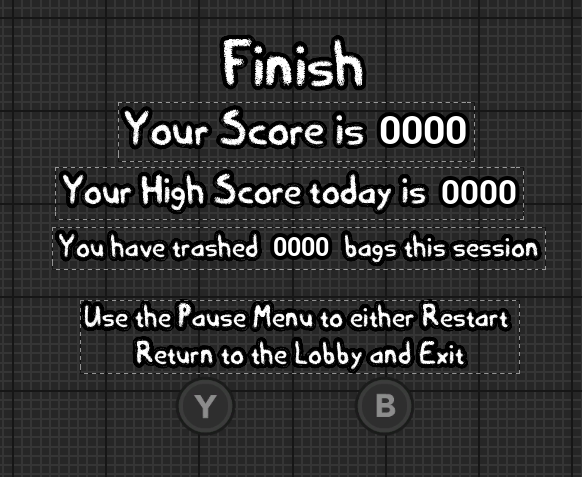 Finish
Your Score is 0000
Your High Score today is 0000
You have trashed 0000 bags this session
Use the Pause Menu to either Restart
Return to the Lobby and Exit
Y B